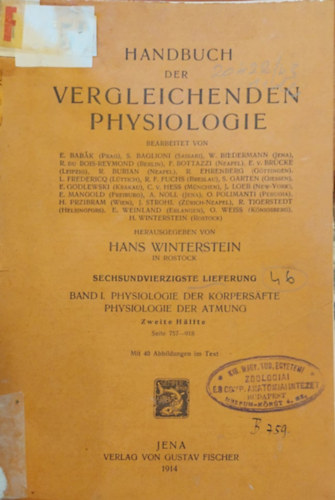 HANDBUCH
DER
VERGLEICHENDEN
PHYSIOLOGIE
BEARBEITET VON
E. BABÁK (PRAG), S. BAGLIONI (SASSARI), W. BIEDERMANN (JENA),
R. DU BOIS-REYMOND (BERLIN), F. BOTTAZZI (NEAPEL), E. V. BRÜCKE
(LEIPZIG), R. BURIAN (NEAPEL), R. EHRENBERG (GÖTTINGEN),
L. FREDERICQ (LÜTTICH), R. F. FUCHS (BRESLAU), S. GARTEN (GIESSEN),
E. GODLEWSKI (KRAKAU), C. V. HESS (MÜNCHEN), J. LOEB (NEW-YORK),
E. MANGOLD (FREIBURG), A. NOLL (JENA), O. POLIMANTI (PERUGIA),
H. PRZIBRAM (WIEN), J. STROHL (ZÜRICH-NEAPEL), R. TIGERSTEDT
(HELSINGFORS), E. WEINLAND (ERLANGEN), O. WEISS (KÖNIGSBERG),
H. WINTERSTEIN (ROSTOCK)
HERAUSGEGEBEN VON
HANS WINTERSTEIN
IN ROSTOCK
SECHSUNDVIERZIGSTE LIEFERUNG
46
BAND I. PHYSIOLOGIE DER KÖRPERSÄFTE
PHYSIOLOGIE DER ATMUNG
Zweite Hälfte
Mit 40 Abbildungen im Text
ZOOLOGIAI
BUDAPEST
JENA
VERLAG VON GUSTAV FISCHER
1914